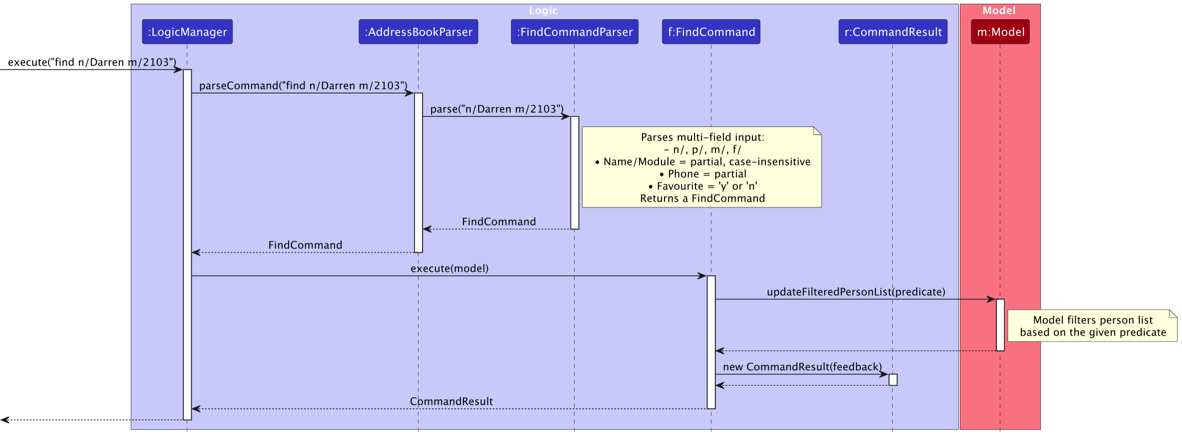 Logic
Model
:LogicManager
:AddressBookParser
:FindCommandParser
f:FindCommand
r:CommandResult
m:Model
execute("find n/Darren m/2103")
parseCommand("find n/Darren m/2103")
parse("n/Darren m/2103")
Parses multi-field input:
- n/, p/, m/, f/
• Name/Module = partial, case-insensitive
• Phone = partial
• Favourite = 'y' or 'n'
Returns a FindCommand
FindCommand
FindCommand
execute(model)
updateFilteredPersonList(predicate)
Model filters person list
based on the given predicate
new CommandResult(feedback)
CommandResult